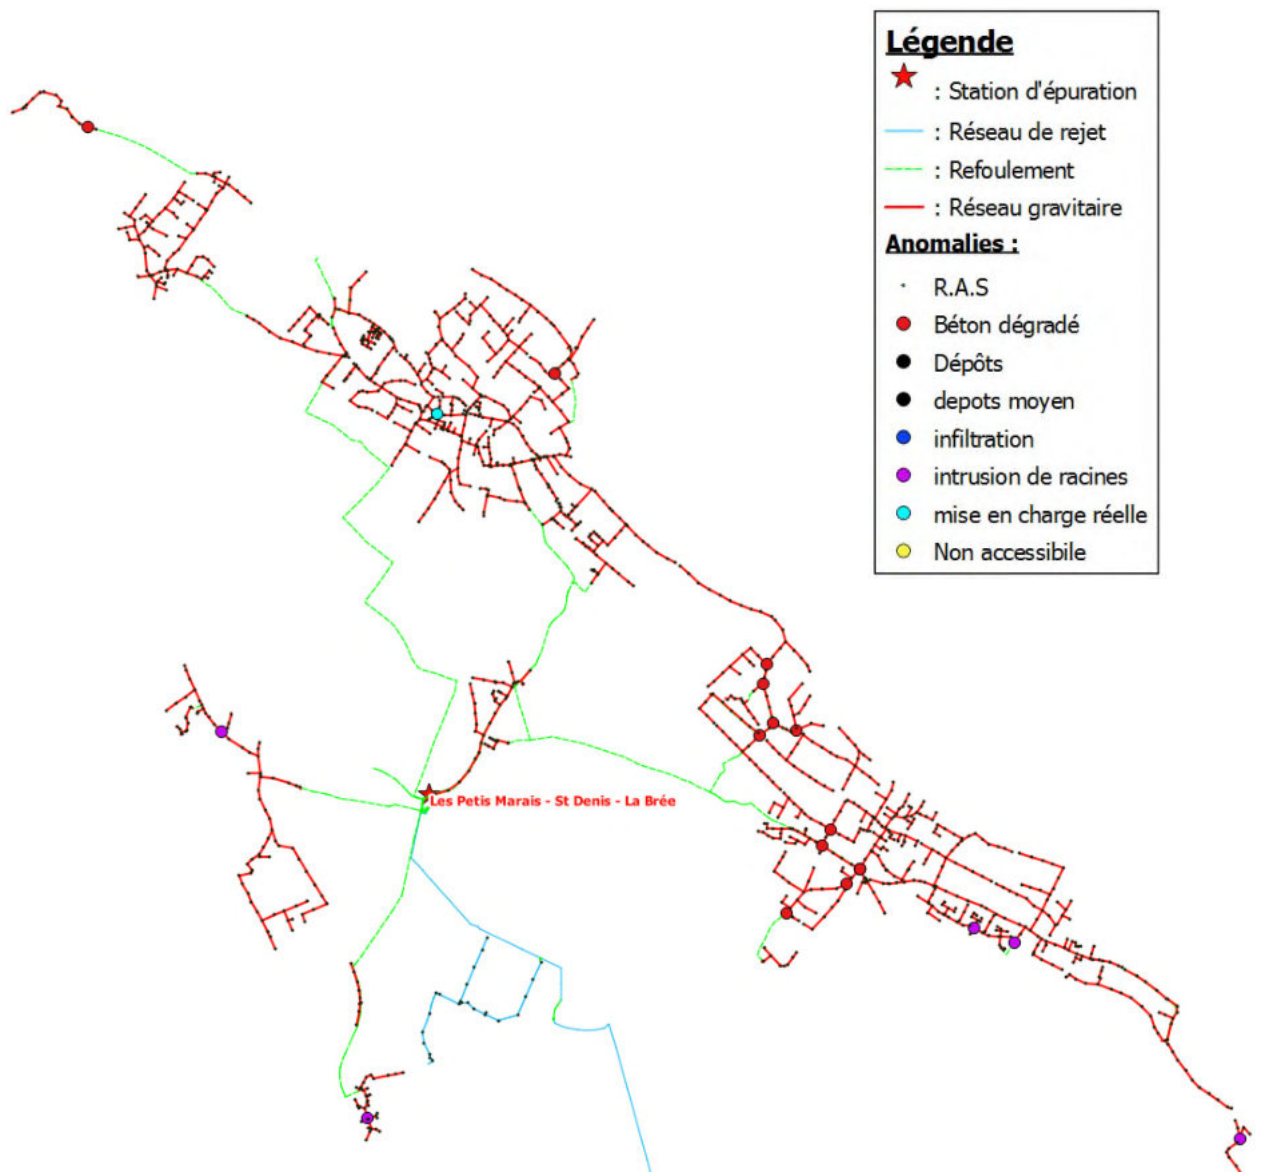 Légende
: Station d'épuration
: Réseau de rejet
: Refoulement
: Réseau gravitaire
Anomalies :
R.A.S
Béton dégradé
Dépôts
depots moyen
infiltration
intrusion de racines
mise en charge réelle
Non accessibile
Les Petis Marais - St Denis - La Brée